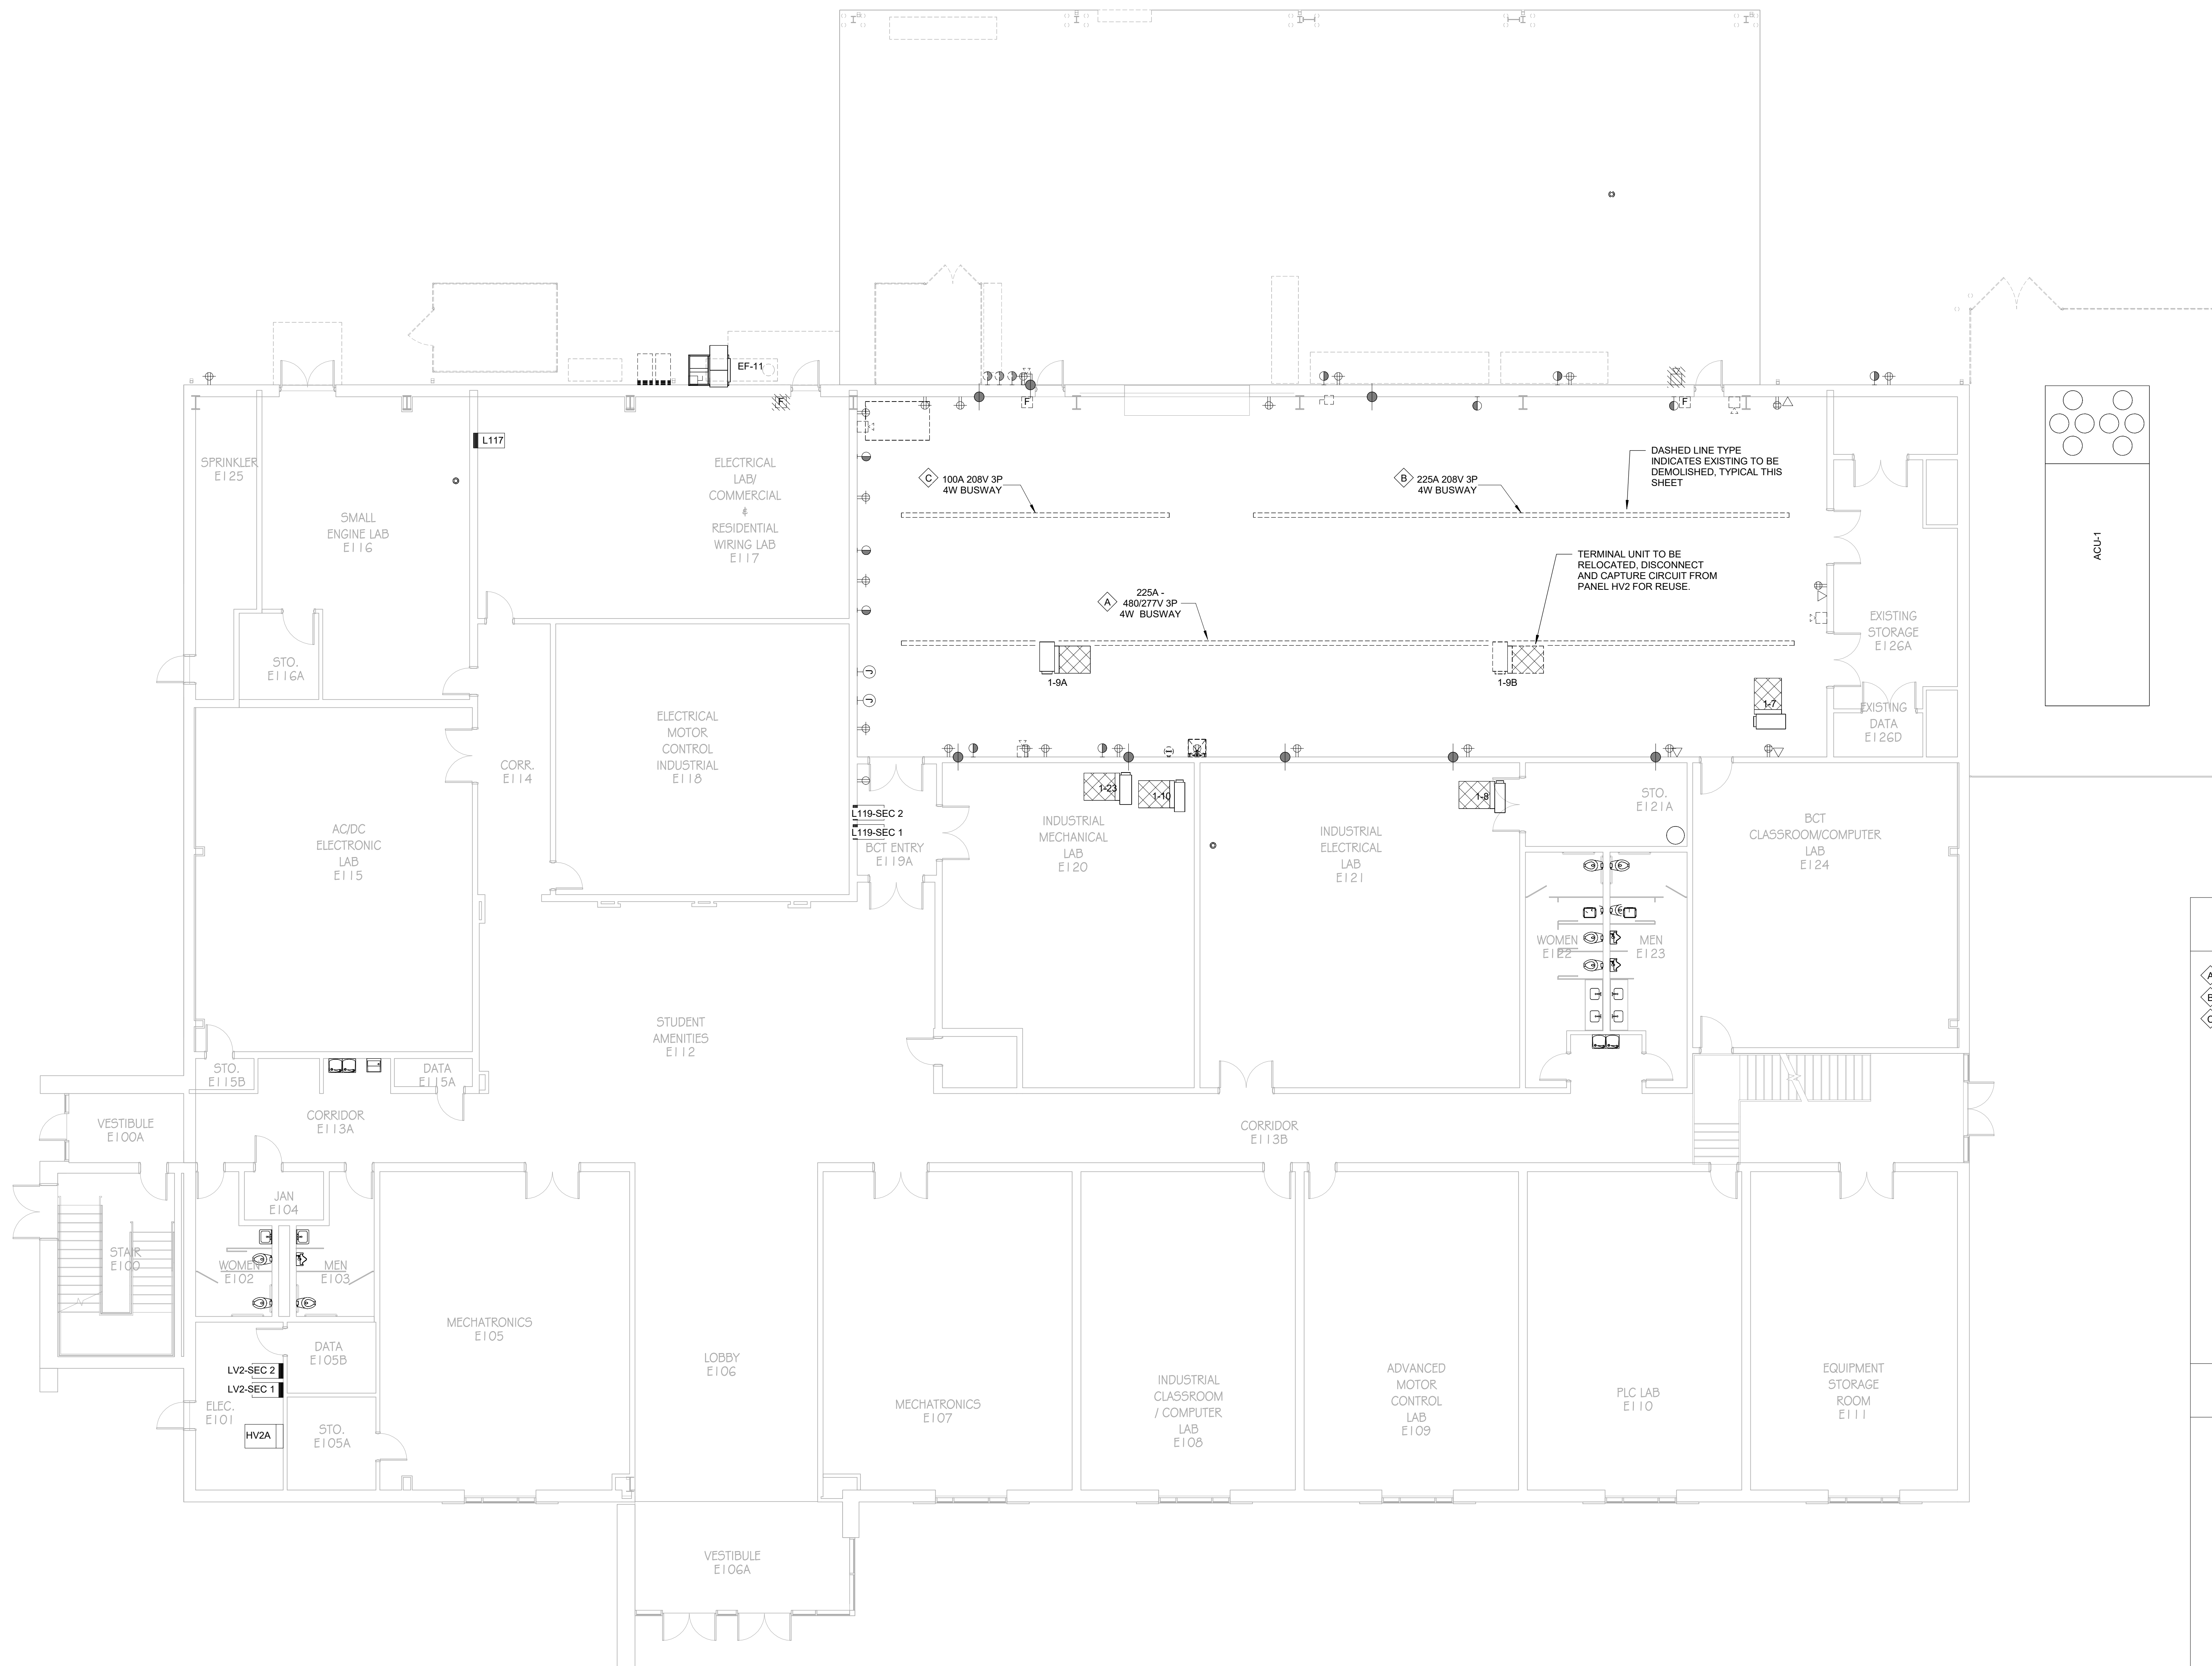 EF-11
F
F
F
L117
SPRINKLER
E125
ELECTRICAL
LAB/
COMMERCIAL
&
RESIDENTIAL
WIRING LAB
E117
SMALL
ENGINE LAB
E116
C
100A 208V 3P
4W BUSWAY
B
225A 208V 3P
4W BUSWAY
DASHED LINE TYPE
INDICATES EXISTING TO BE
DEMOLISHED, TYPICAL THIS
SHEET
ACU-1
TERMINAL UNIT TO BE
RELOCATED, DISCONNECT
AND CAPTURE CIRCUIT FROM
PANEL HV2 FOR REUSE.
A
225A -
480/277V 3P
4W BUSWAY
EXISTING
STORAGE
E126A
STO.
E116A
J
J
1-9A
1-9B
1-7
EXISTING
DATA
E126D
ELECTRICAL
MOTOR
CONTROL
INDUSTRIAL
E118
CORR.
E114
1-23
1-10
1-8
STO.
E121A
L119-SEC 2
L119-SEC 1
BCT ENTRY
E119A
AC/DC
ELECTRONIC
LAB
E115
INDUSTRIAL
MECHANICAL
LAB
E120
INDUSTRIAL
ELECTRICAL
LAB
E121
BCT
CLASSROOM/COMPUTER
LAB
E124
WOMEN
E122
MEN
E123
A
B
C
STUDENT
AMENITIES
E112
STO.
E115B
DATA
E115A
VESTIBULE
E100A
CORRIDOR
E113A
CORRIDOR
E113B
JAN
E104
STAIR
E100
WOMEN
E102
MEN
E103
MECHATRONICS
E105
DATA
E105B
LV2-SEC 2
LV2-SEC 1
ELEC.
E101
HV2A
STO.
E105A
LOBBY
E106
MECHATRONICS
E107
INDUSTRIAL
CLASSROOM
/ COMPUTER
LAB
E108
ADVANCED
MOTOR
CONTROL
LAB
E109
PLC LAB
E110
EQUIPMENT
STORAGE
ROOM
E111
VESTIBULE
E106A